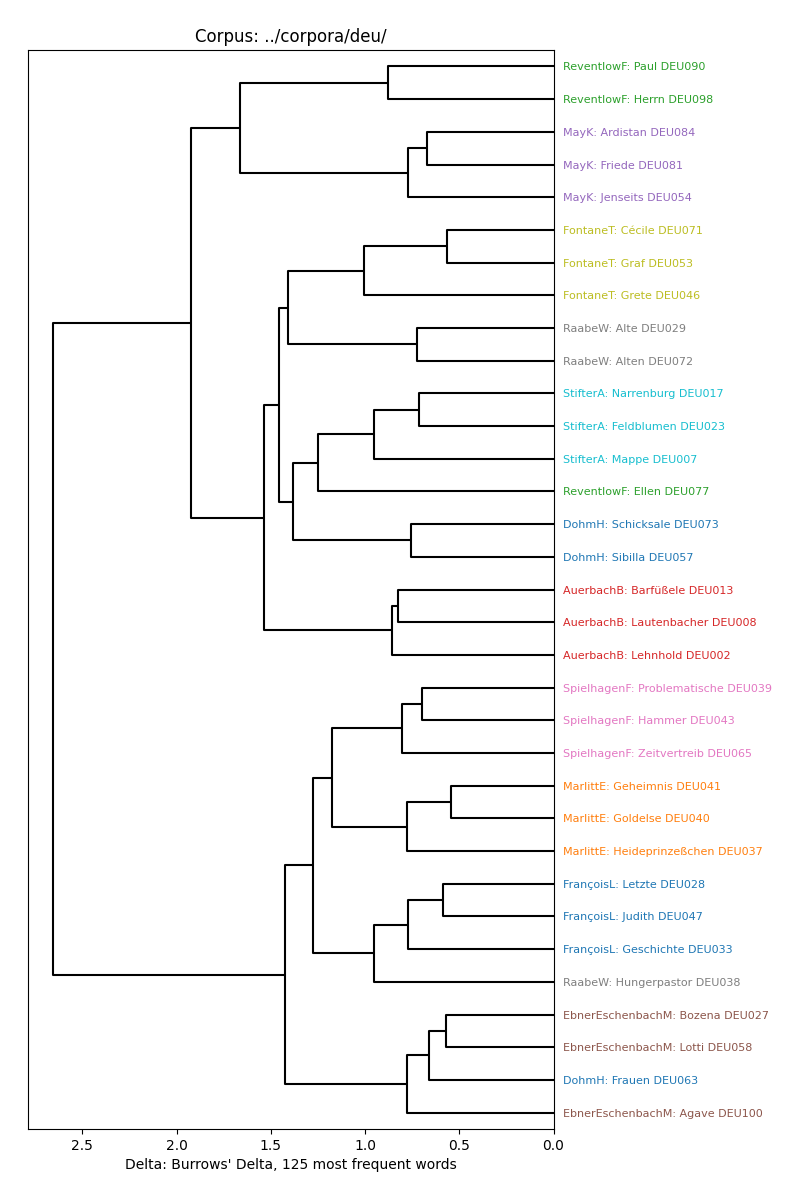 Corpus: ../corpora/deu/
ReventlowF: Paul DEU090
ReventlowF: Herrn DEU098
MayK: Ardistan DEU084
MayK: Friede DEU081
MayK: Jenseits DEU054
FontaneT: Cécile DEU071
FontaneT: Graf DEU053
FontaneT: Grete DEU046
RaabeW: Alte DEU029
RaabeW: Alten DEU072
StifterA: Narrenburg DEU017
StifterA: Feldblumen DEU023
StifterA: Mappe DEU007
ReventlowF: Ellen DEU077
DohmH: Schicksale DEU073
DohmH: Sibilla DEU057
AuerbachB: Barfüßele DEU013
AuerbachB: Lautenbacher DEU008
AuerbachB: Lehnhold DEU002
SpielhagenF: Problematische DEU039
SpielhagenF: Hammer DEU043
SpielhagenF: Zeitvertreib DEU065
MarlittE: Geheimnis DEU041
MarlittE: Goldelse DEU040
MarlittE: Heideprinzeßchen DEU037
FrançoisL: Letzte DEU028
FrançoisL: Judith DEU047
FrançoisL: Geschichte DEU033
RaabeW: Hungerpastor DEU038
EbnerEschenbachM: Bozena DEU027
EbnerEschenbachM: Lotti DEU058
DohmH: Frauen DEU063
EbnerEschenbachM: Agave DEU100
2.5 2.0 1.5 1.0 0.5 0.0
Delta: Burrows' Delta, 125 most frequent words